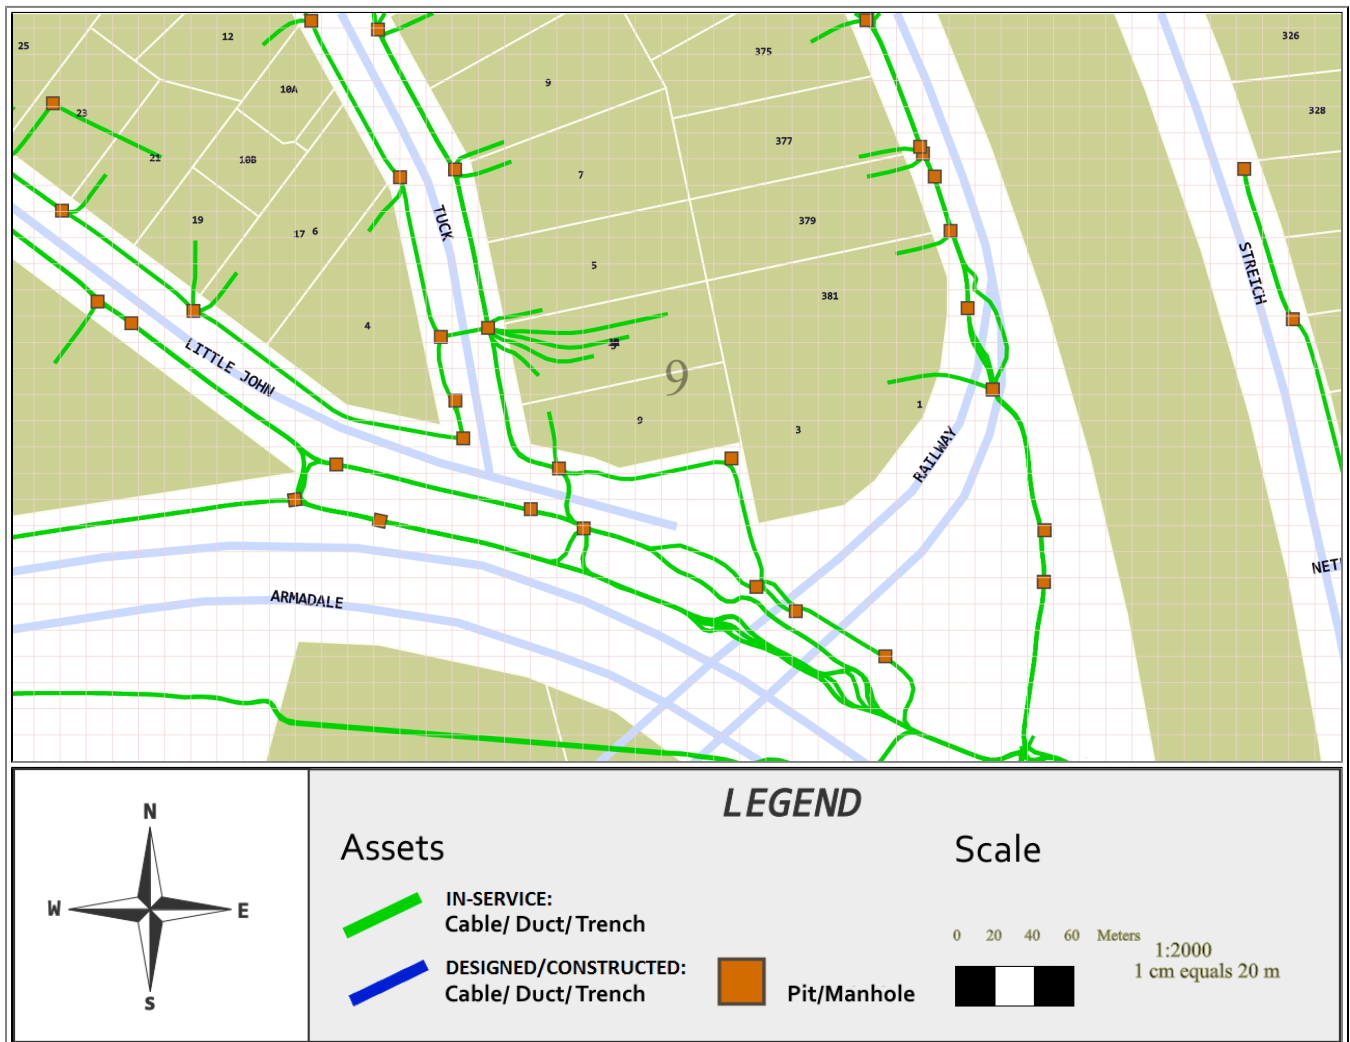 25
12
375
326
10A
9
328
23
377
21
10B
7
19
17 6
TUCK
379
STREICH
5
381
4
LITTLE JOHN
9
1
9
3
RAILWAY
NET
ARMADALE
LEGEND
N
W
E
S
Assets
IN-SERVICE:
Cable/ Duct/ Trench
DESIGNED/CONSTRUCTED:
Cable/ Duct/ Trench
Pit/Manhole
Scale
0 20 40 60 Meters
1:2000
1 cm equals 20 m